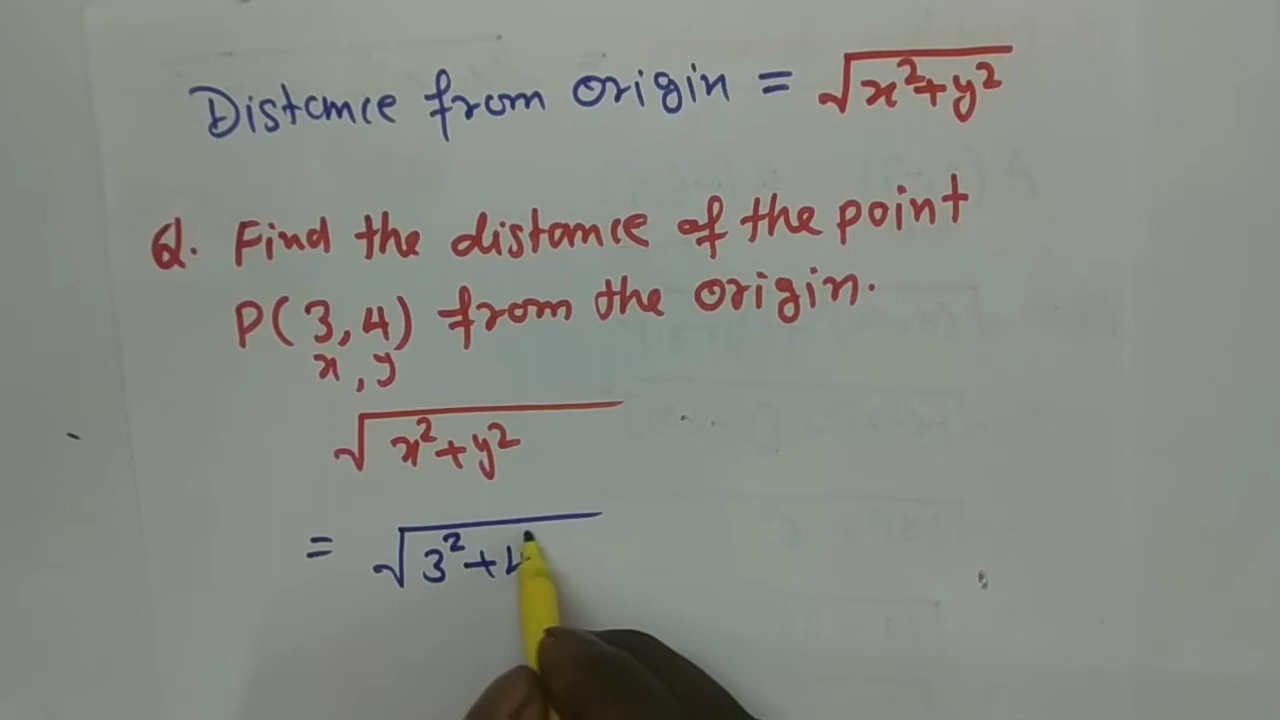 Distance from origin = √x²+y²
Q. Find the distance of the point
P(3,4) from the origin.
x, y
√x²+y²
= √3²+4